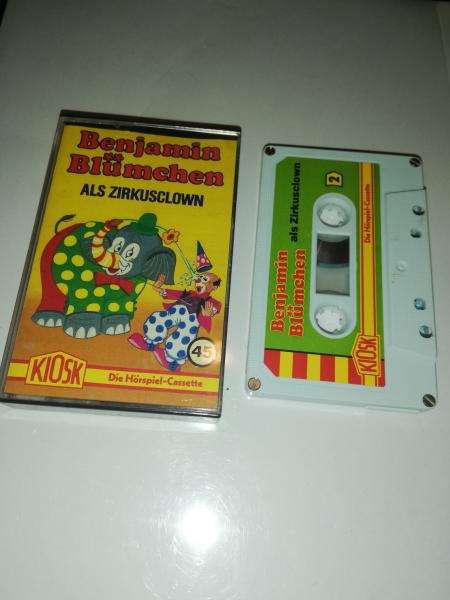 Benjamin
Blümchen
ALS ZIRKUSCLOWN
45
KIOSK
Die Hörspiel-Cassette
Benjamin
Blümchen
als Zirkusclown
2
KIOSK
Die Hörspiel-Cassette